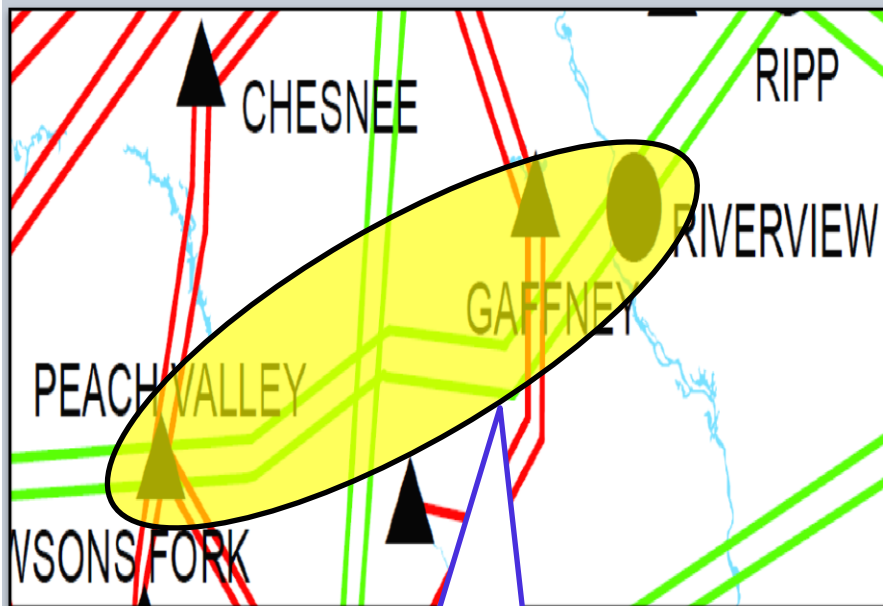 RIPP
CHESNEE
RIVERVIEW
GAFFNEY
PEACH VALLEY
WSONS FORK